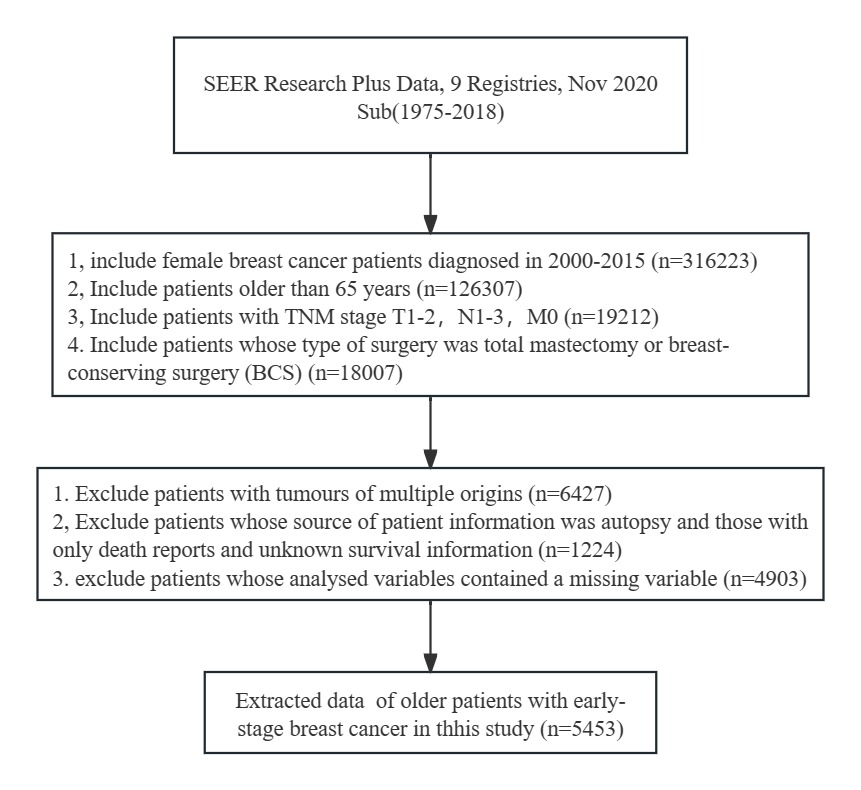 SEER Research Plus Data, 9 Registries, Nov 2020
Sub(1975-2018)
1, include female breast cancer patients diagnosed in 2000-2015 (n=316223)
2, Include patients older than 65 years (n=126307)
3, Include patients with TNM stage T1-2，N1-3，M0 (n=19212)
4. Include patients whose type of surgery was total mastectomy or breast-
conserving surgery (BCS) (n=18007)
1. Exclude patients with tumours of multiple origins (n=6427)
2, Exclude patients whose source of patient information was autopsy and those with
only death reports and unknown survival information (n=1224)
3. exclude patients whose analysed variables contained a missing variable (n=4903)
Extracted data  of older patients with early-
stage breast cancer in thhis study (n=5453)